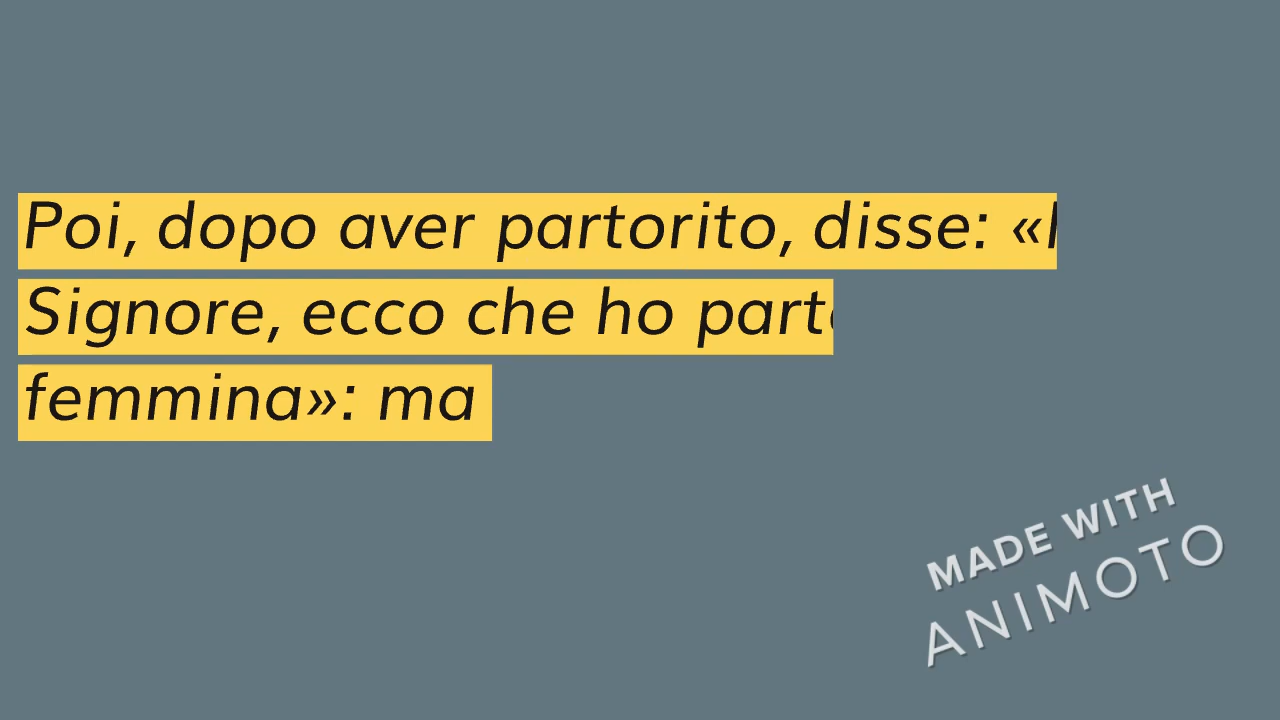 Poi, dopo aver partorito, disse: «
Signore, ecco che ho
femmina»: ma
MADE WITH
ANIMOTO